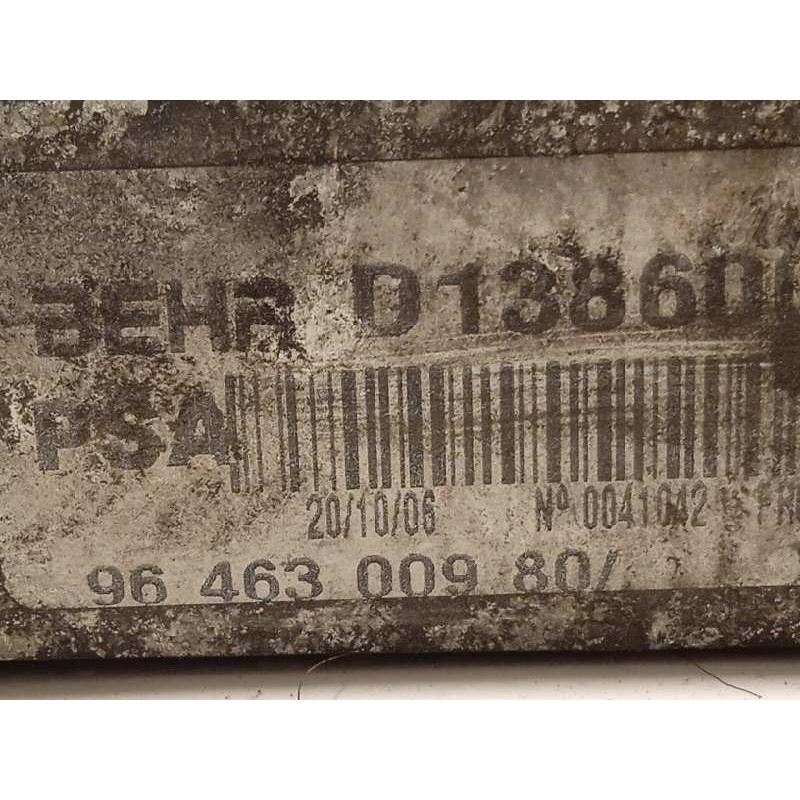 BEHR D1386D
PSA
20/10/06 Nº 0041042
96 463 009 80/